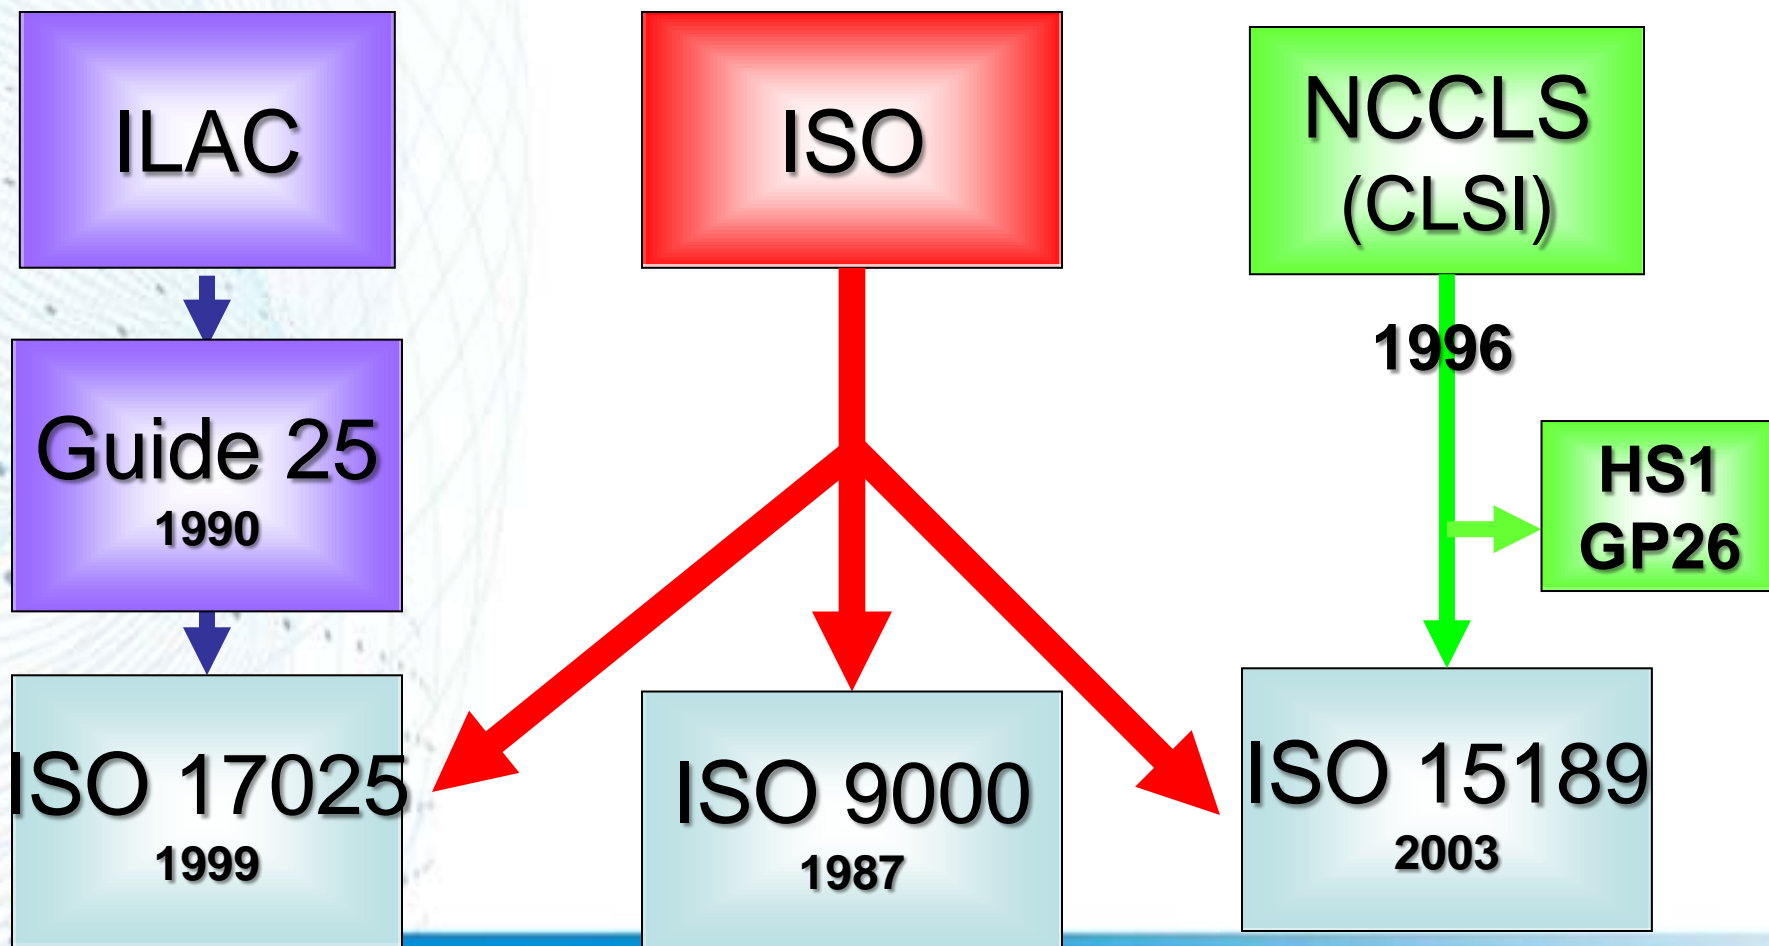 ILAC
ISO
NCCLS
(CLSI)
1996
Guide 25
1990
HS1
GP26
ISO 17025
1999
ISO 9000
1987
ISO 15189
2003